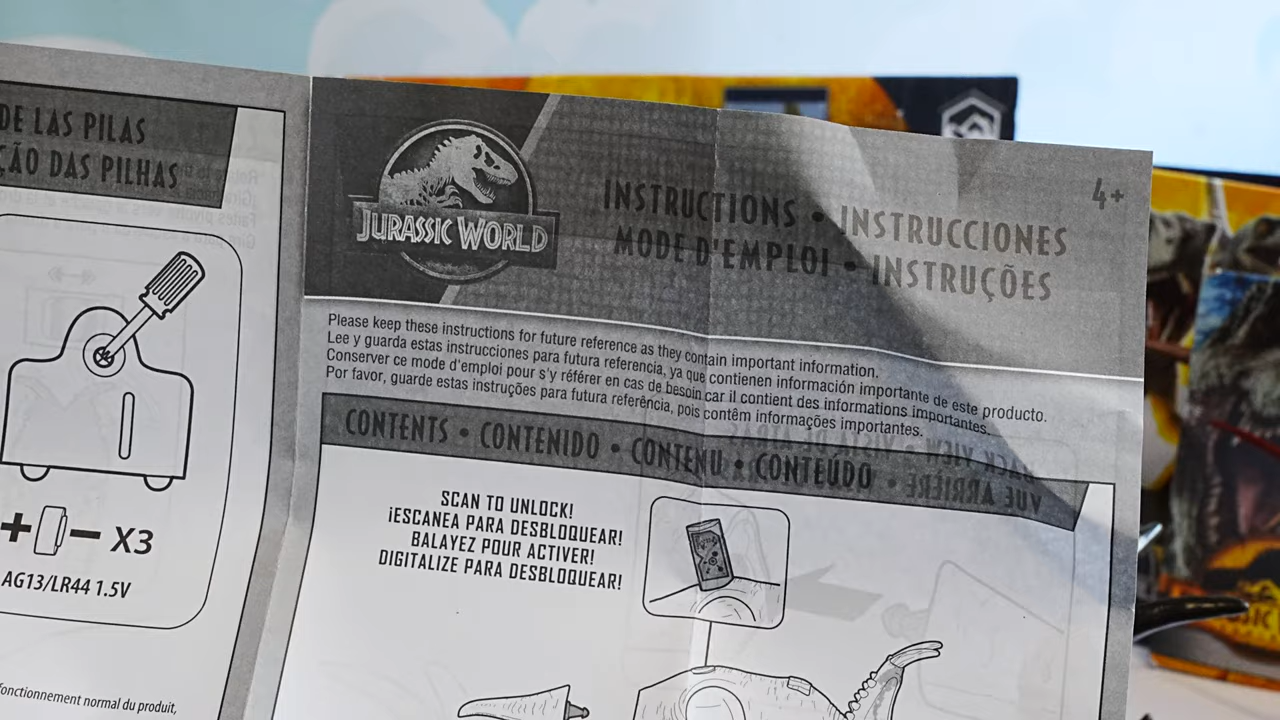 DE LAS PILAS
ÇÃO DAS PILHAS
X3
AG13/LR44 1.5V
fonctionnement normal du produit,
JURASSIC WORLD
INSTRUCTIONS • INSTRUCCIONES
MODE D'EMPLOI • INSTRUÇÕES
4+
Please keep these instructions for future reference as they contain important information.
Lee y guarda estas instrucciones para futura referencia, ya que contienen información importante de este producto.
Conserver ce mode d'emploi pour s'y référer en cas de besoin car il contient des informations importantes.
Por favor, guarde estas instruções para futura referência, pois contêm informações importantes.
CONTENTS • CONTENIDO • CONTENU • CONTEÚDO
SCAN TO UNLOCK!
¡ESCANEA PARA DESBLOQUEAR!
BALAYEZ POUR ACTIVER!
DIGITALIZE PARA DESBLOQUEAR!